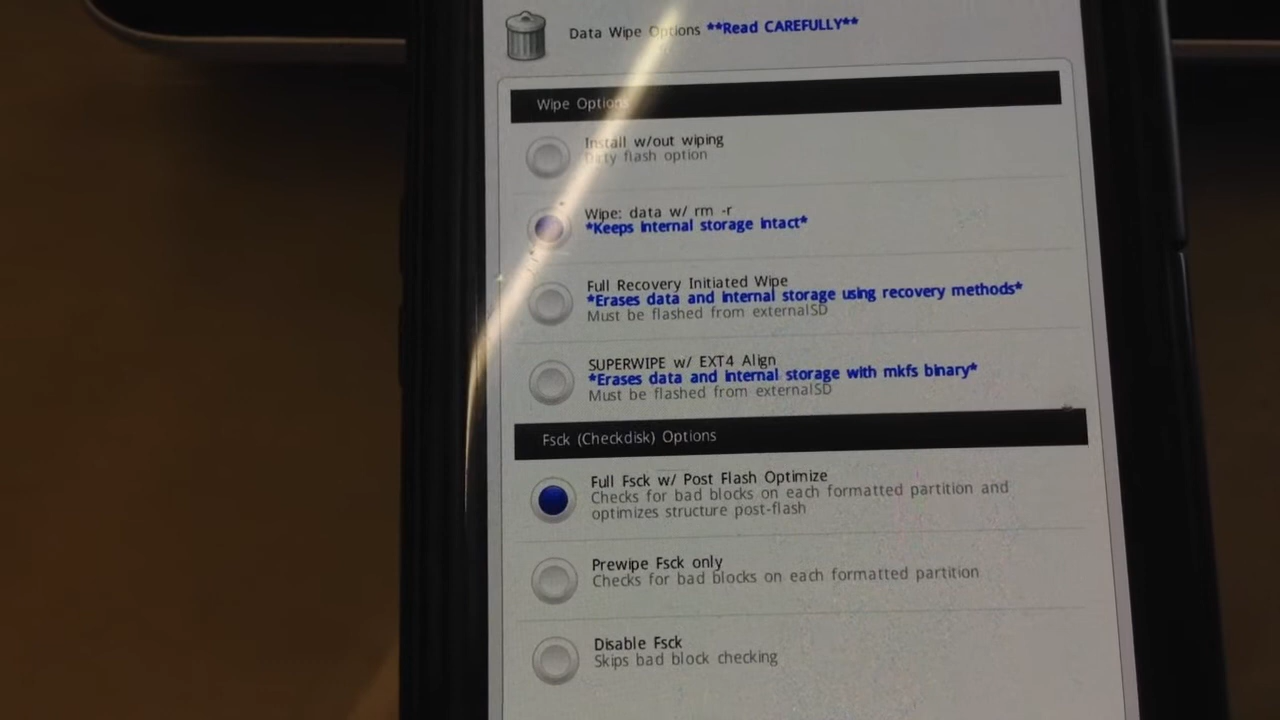 Data Wipe Options **Read CAREFULLY**
Wipe Options
Install w/out wiping
Dirty flash option
Wipe: data w/ rm -r
*Keeps internal storage intact*
Full Recovery Initiated Wipe
*Erases data and internal storage using recovery methods*
Must be flashed from externalSD
SUPERWIPE w/ EXT4 Align
*Erases data and internal storage with mkfs binary*
Must be flashed from externalSD
Fsck (Checkdisk) Options
Full Fsck w/ Post Flash Optimize
Checks for bad blocks on each formatted partition and
optimizes structure post-flash
Prewipe Fsck only
Checks for bad blocks on each formatted partition
Disable Fsck
Skips bad block checking